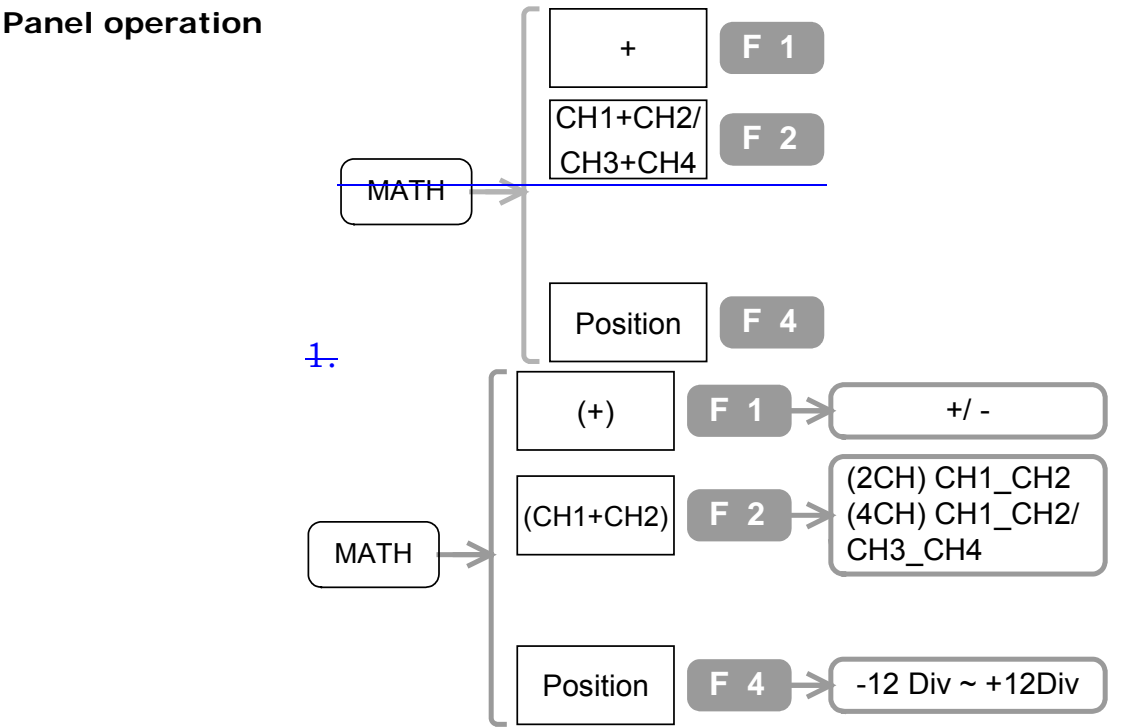 Panel operation
+
F 1
CH1+CH2/
CH3+CH4
F 2
MATH
Position
F 4
1.
(+)
F 1
+/ -
(CH1+CH2)
F 2
(2CH) CH1_CH2
(4CH) CH1_CH2/
CH3_CH4
MATH
Position
F 4
-12 Div ~ +12Div